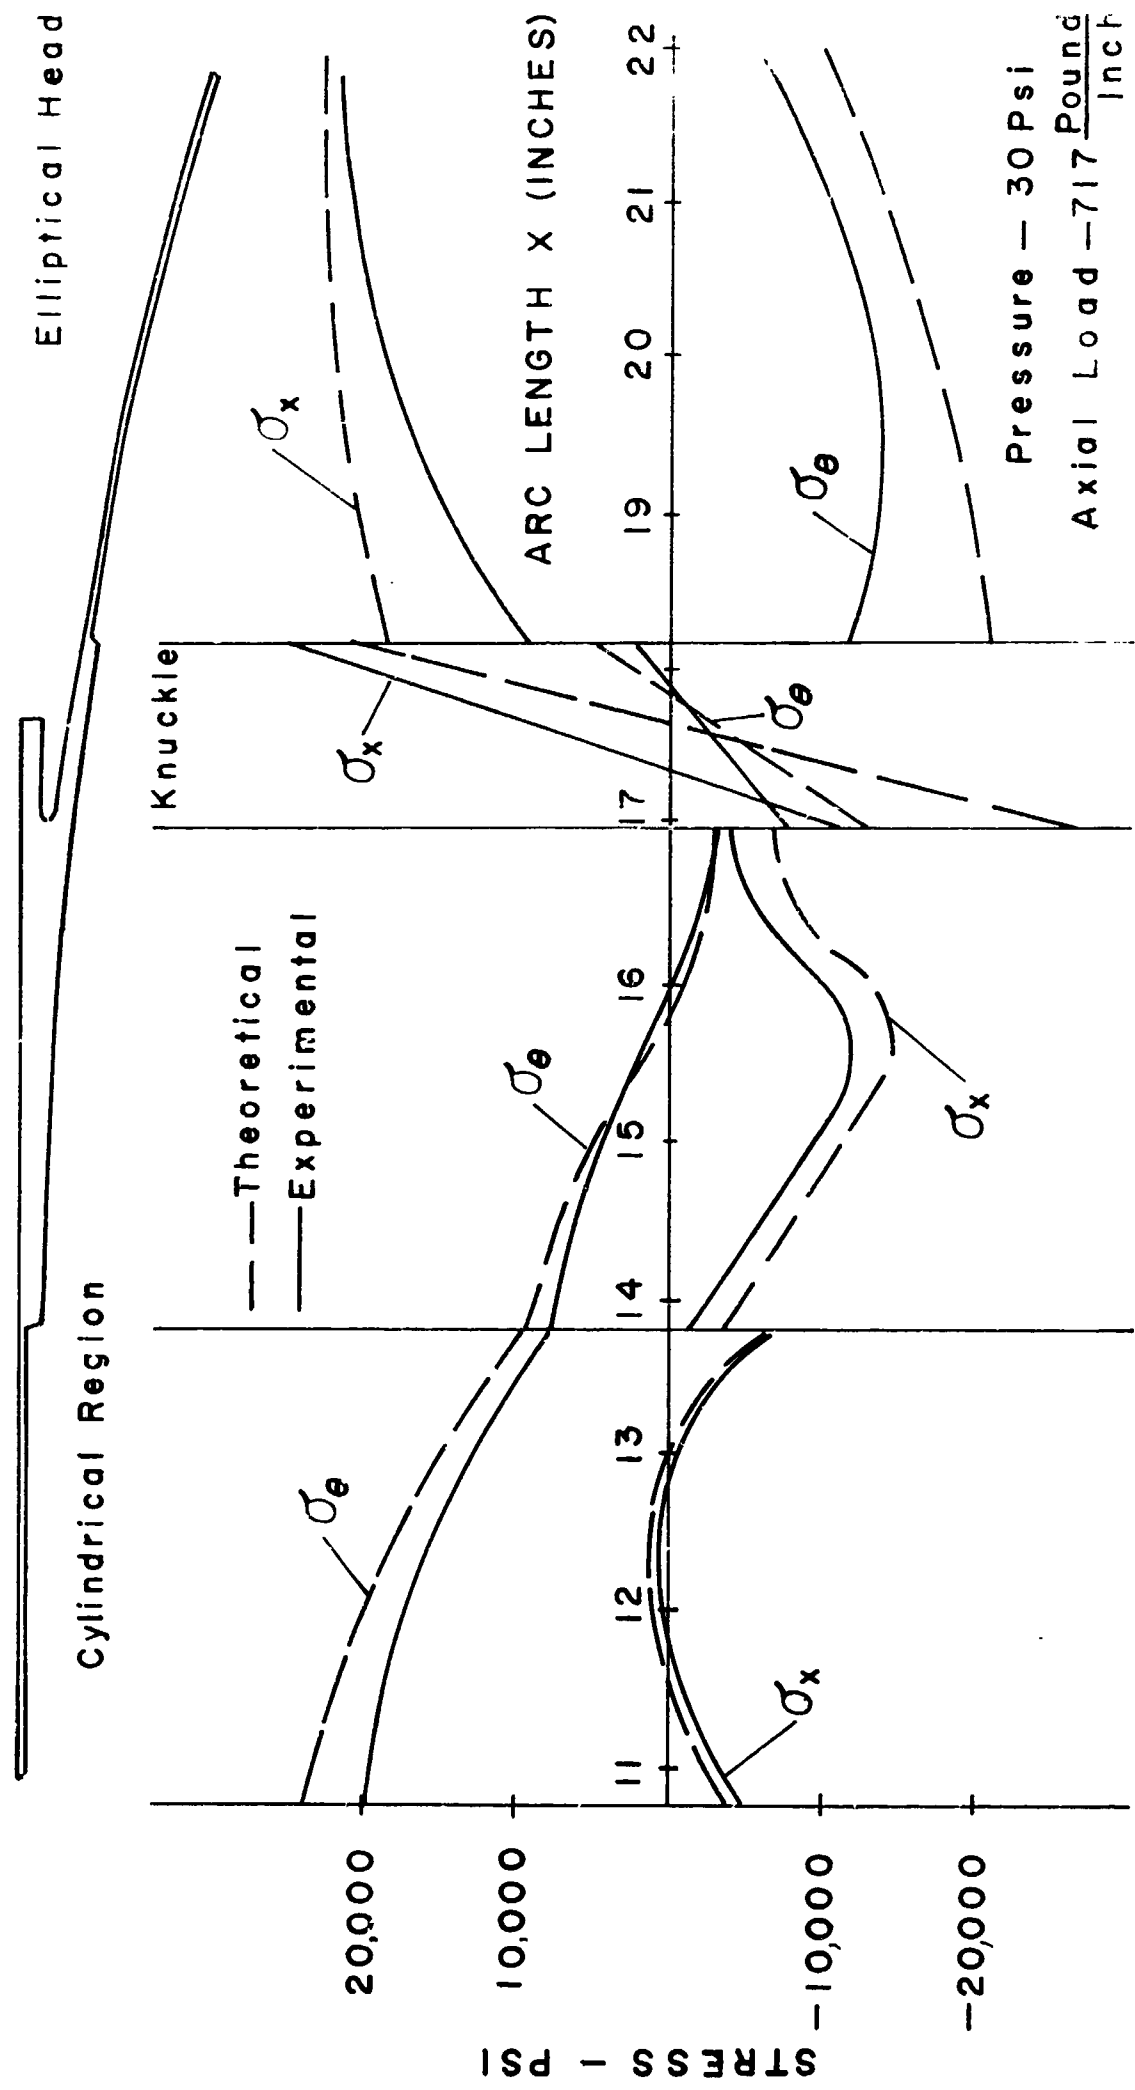 Elliptical Head
Cylindrical Region
Knuckle
— —Theoretical
——Experimental
σθ
σx
σθ
σx
σx
σθ
σx
σθ
ARC LENGTH X (INCHES)
11 12 13 14 15 16 17 19 20 21 22
20,000
10,000
−10,000
−20,000
STRESS – PSI
Pressure – 30 Psi
Axial Load –717 Pound
Inch